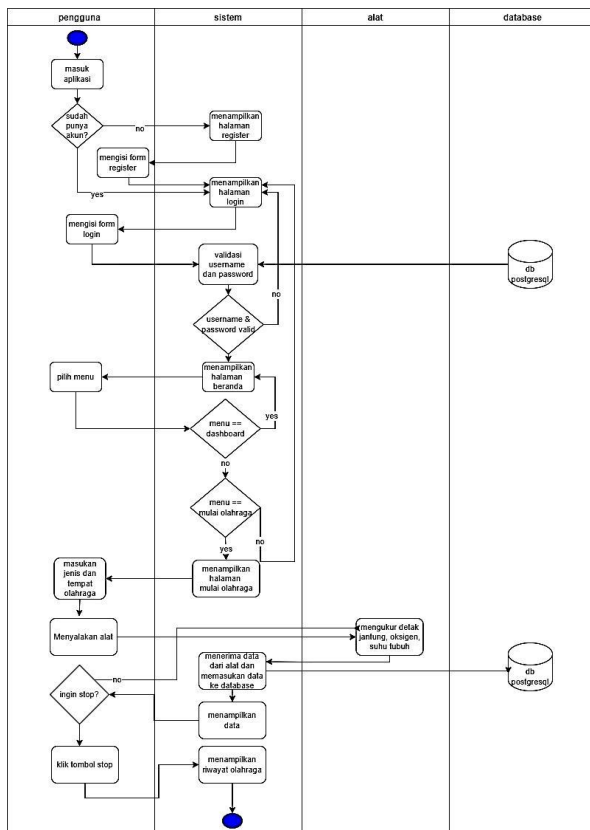 pengguna
sistem
alat
database
masuk
aplikasi
sudah
punya
akun?
no
menampilkan
halaman
register
mengisi form
register
yes
menampilkan
halaman
login
mengisi form
login
validasi
username
dan password
db
postgresql
no
username &
password valid
pilih menu
menampilkan
halaman
beranda
yes
menu ==
dashboard
no
menu ==
mulai olahraga
no
yes
masukan
jenis dan
tempat
olahraga
menampilkan
halaman
mulai olahraga
Menyalakan alat
mengukur detak
jantung, oksigen,
suhu tubuh
no
menerima data
dari alat dan
memasukan data
ke database
db
postgresql
ingin stop?
menampilkan
data
klik tombol stop
menampilkan
riwayat olahraga